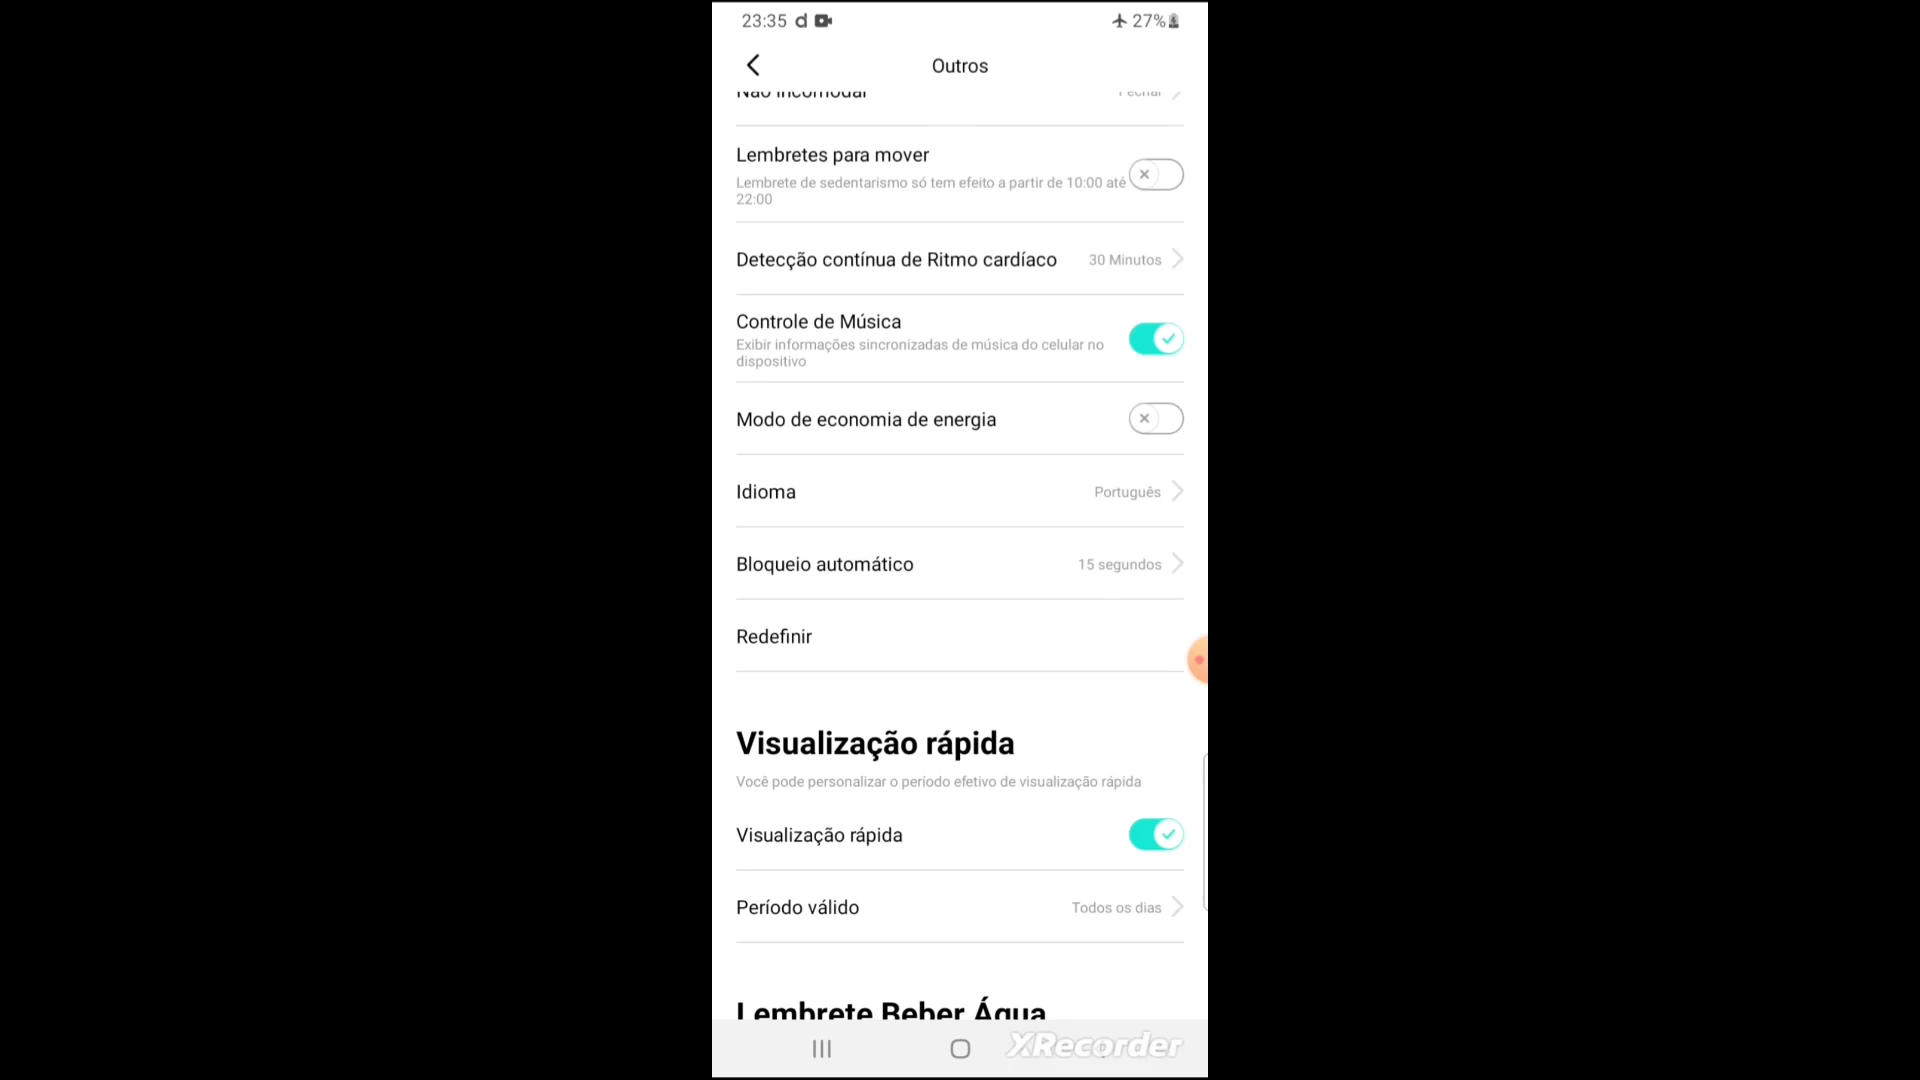 23:35 d 27%
Outros
Não incomodar Fechar
Lembretes para mover
Lembrete de sedentarismo só tem efeito a partir de 10:00 até
22:00
Detecção contínua de Ritmo cardíaco 30 Minutos
Controle de Música
Exibir informações sincronizadas de música do celular no
dispositivo
Modo de economia de energia
Idioma Português
Bloqueio automático 15 segundos
Redefinir
Visualização rápida
Você pode personalizar o período efetivo de visualização rápida
Visualização rápida
Período válido Todos os dias
Lembrete Beber Água
XRecorder